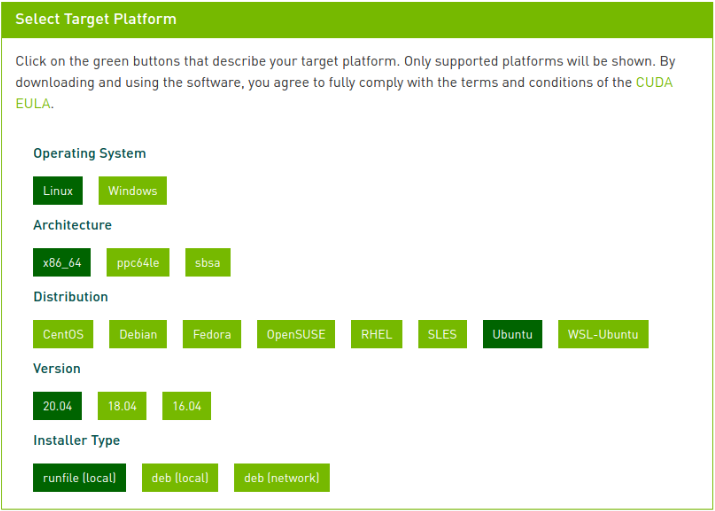 Select Target Platform
Click on the green buttons that describe your target platform. Only supported platforms will be shown. By
downloading and using the software, you agree to fully comply with the terms and conditions of the CUDA
EULA.
Operating System
Linux Windows
Architecture
x86_64 ppc64le sbsa
Distribution
CentOS Debian Fedora OpenSUSE RHEL SLES Ubuntu WSL-Ubuntu
Version
20.04 18.04 16.04
Installer Type
runfile (local) deb (local) deb (network)